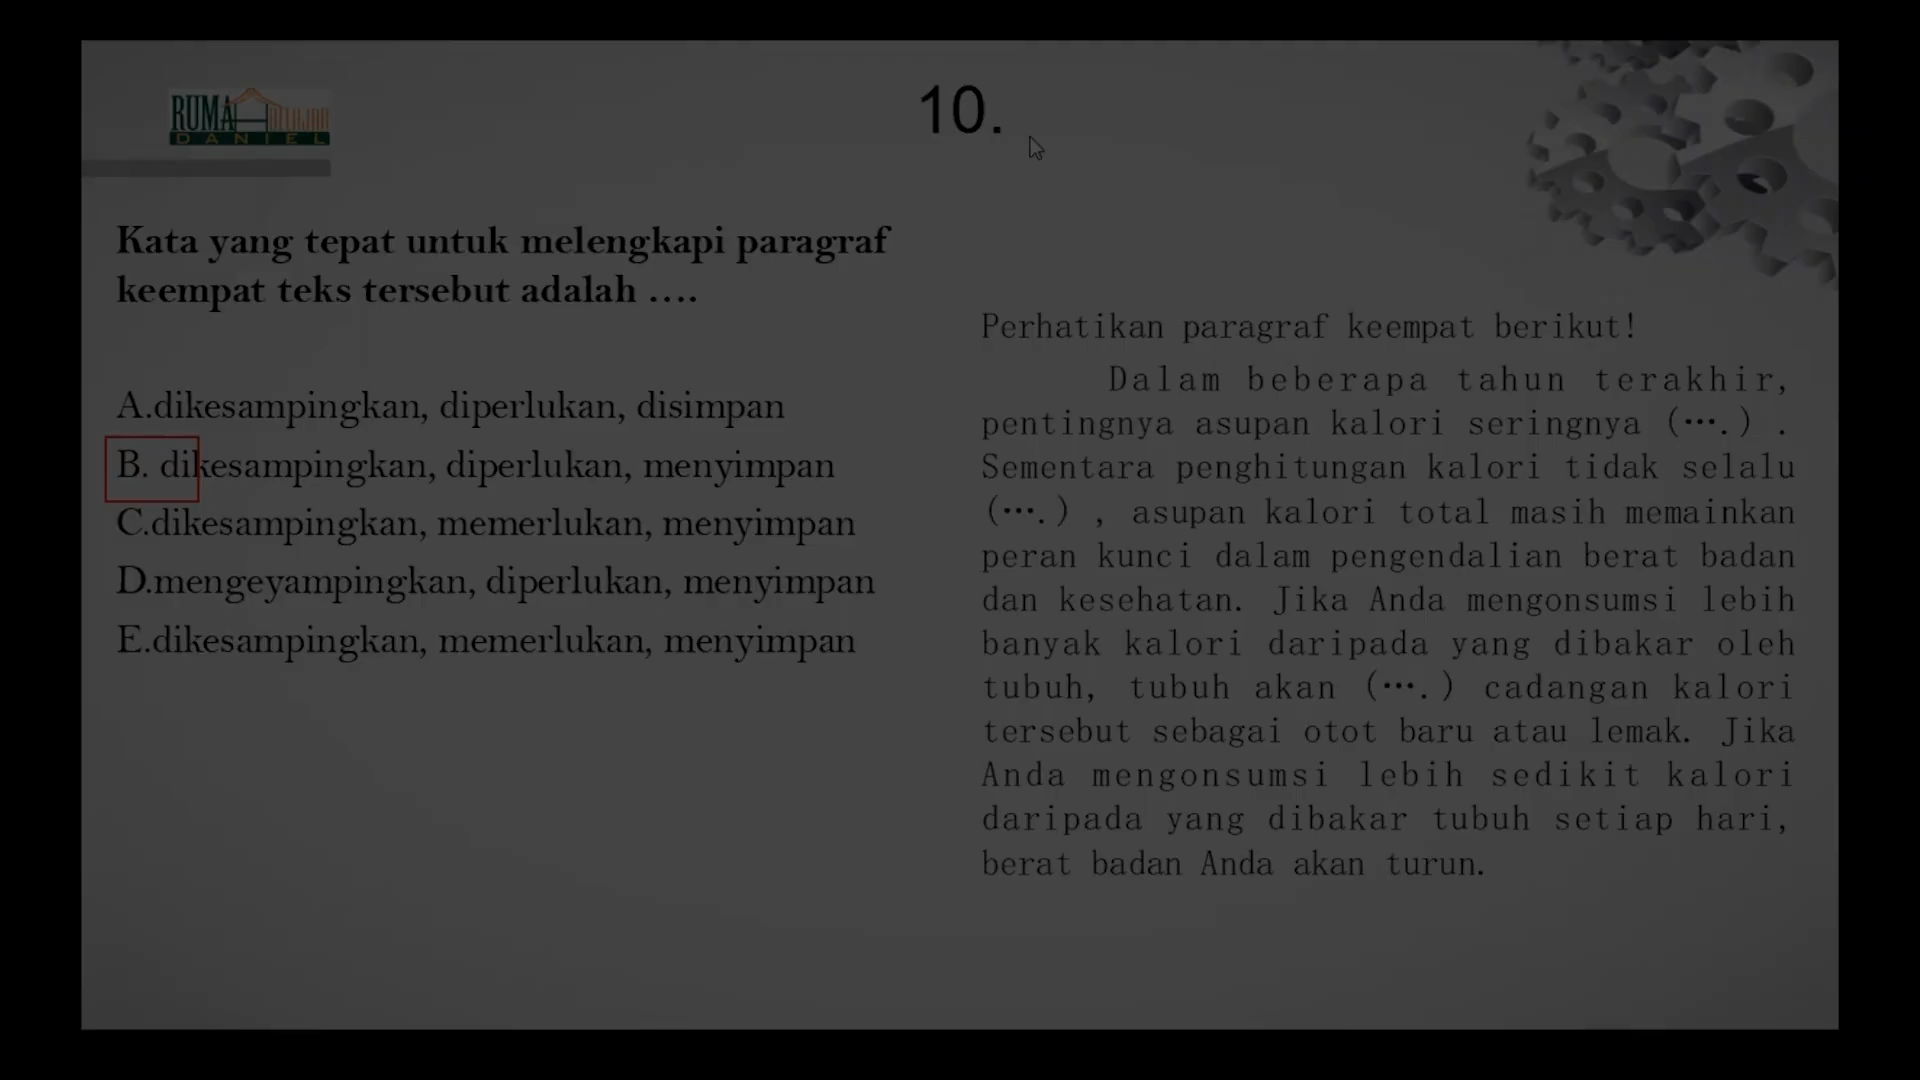 RUMA
DANIEL
10.
Kata yang tepat untuk melengkapi paragraf
keempat teks tersebut adalah ....
A.dikesampingkan, diperlukan, disimpan
B. dikesampingkan, diperlukan, menyimpan
C.dikesampingkan, memerlukan, menyimpan
D.mengeyampingkan, diperlukan, menyimpan
E.dikesampingkan, memerlukan, menyimpan
Perhatikan paragraf keempat berikut!
Dalam beberapa tahun terakhir,
pentingnya asupan kalori seringnya (….) .
Sementara penghitungan kalori tidak selalu
(….) , asupan kalori total masih memainkan
peran kunci dalam pengendalian berat badan
dan kesehatan. Jika Anda mengonsumsi lebih
banyak kalori daripada yang dibakar oleh
tubuh, tubuh akan (….) cadangan kalori
tersebut sebagai otot baru atau lemak. Jika
Anda mengonsumsi lebih sedikit kalori
daripada yang dibakar tubuh setiap hari,
berat badan Anda akan turun.